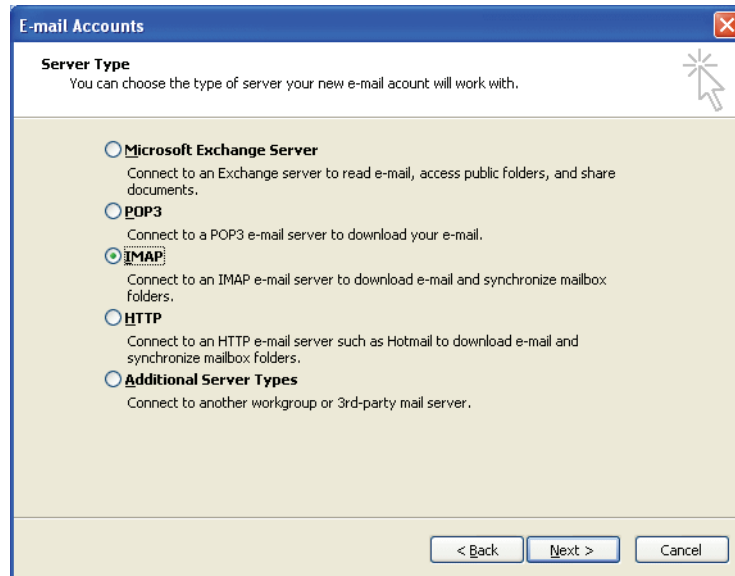 E-mail Accounts
Server Type
You can choose the type of server your new e-mail acount will work with.
Microsoft Exchange Server
Connect to an Exchange server to read e-mail, access public folders, and share
documents.
POP3
Connect to a POP3 e-mail server to download your e-mail.
IMAP
Connect to an IMAP e-mail server to download e-mail and synchronize mailbox
folders.
HTTP
Connect to an HTTP e-mail server such as Hotmail to download e-mail and
synchronize mailbox folders.
Additional Server Types
Connect to another workgroup or 3rd-party mail server.
< Back Next > Cancel